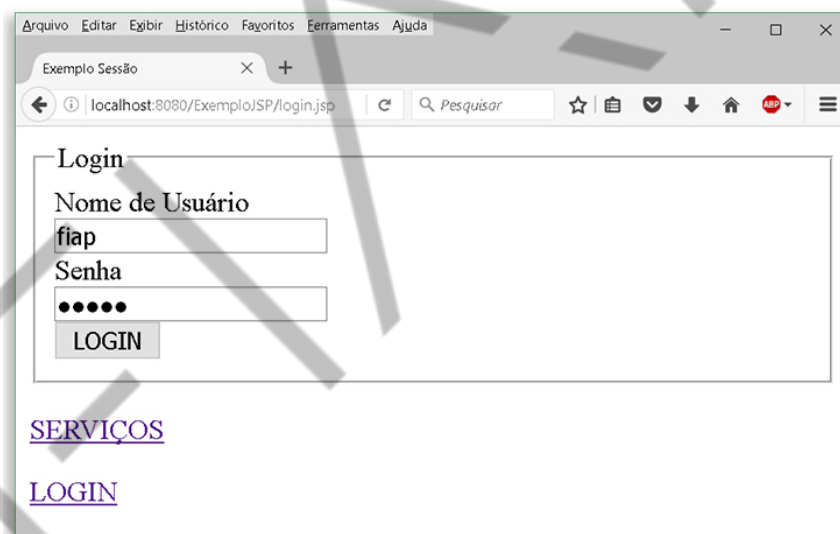 Arquivo Editar Exibir Histórico Favoritos Ferramentas Ajuda
Exemplo Sessão
localhost:8080/ExemploJSP/login.jsp Pesquisar ABP
Login
Nome de Usuário
fiap
Senha
●●●●●
LOGIN
SERVIÇOS
LOGIN